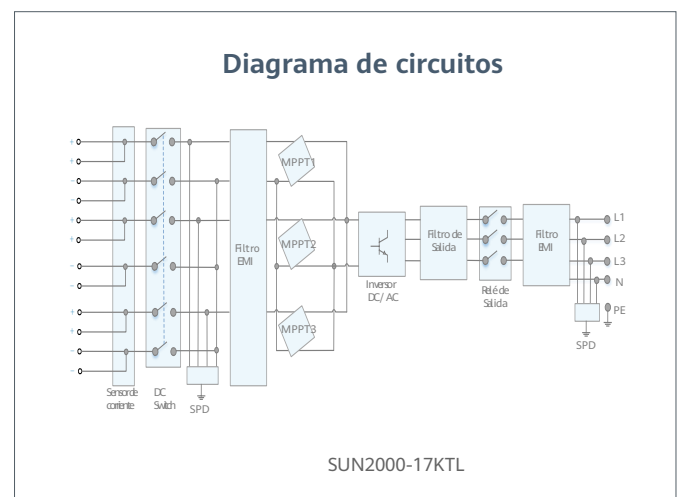 Diagrama de circuitos
+
+
-
-
+
+
-
-
+
+
-
-
MPPT1
MPPT2
MPPT3
Filtro
EMI
Inversor
DC/ AC
Filtro de
Salida
Relé de
Salida
Filtro
EMI
L1
L2
L3
N
PE
SPD
Sensor de
corriente
DC
Switch
SPD
SUN2000-17KTL